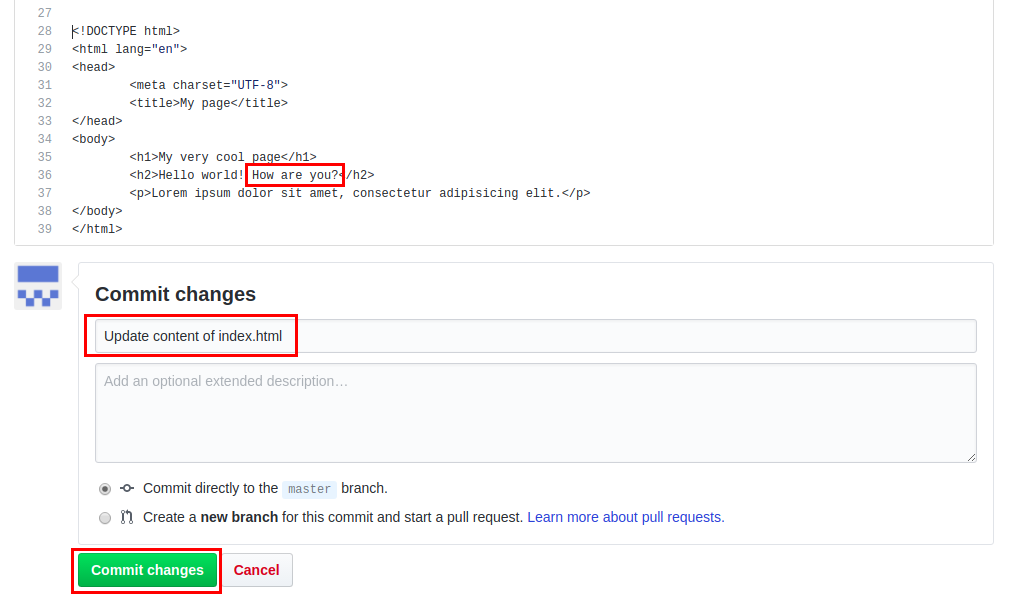 27
28 <!DOCTYPE html>
29 <html lang="en">
30 <head>
31 <meta charset="UTF-8">
32 <title>My page</title>
33 </head>
34 <body>
35 <h1>My very cool page</h1>
36 <h2>Hello world! How are you?</h2>
37 <p>Lorem ipsum dolor sit amet, consectetur adipisicing elit.</p>
38 </body>
39 </html>
Commit changes
Update content of index.html
Add an optional extended description…
Commit directly to the master branch.
Create a new branch for this commit and start a pull request. Learn more about pull requests.
Commit changes Cancel